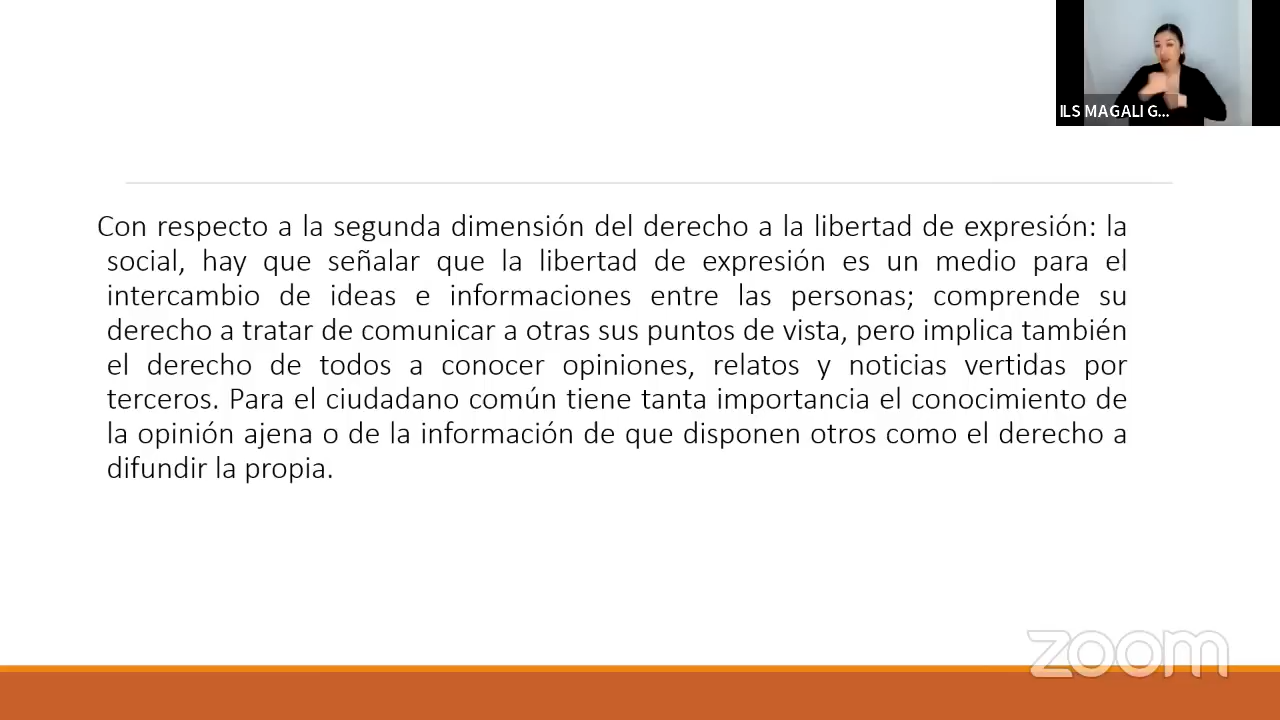 ILS MAGALI G...
Con respecto a la segunda dimensión del derecho a la libertad de expresión: la
social, hay que señalar que la libertad de expresión es un medio para el
intercambio de ideas e informaciones entre las personas; comprende su
derecho a tratar de comunicar a otras sus puntos de vista, pero implica también
el derecho de todos a conocer opiniones, relatos y noticias vertidas por
terceros. Para el ciudadano común tiene tanta importancia el conocimiento de
la opinión ajena o de la información de que disponen otros como el derecho a
difundir la propia.
zoom